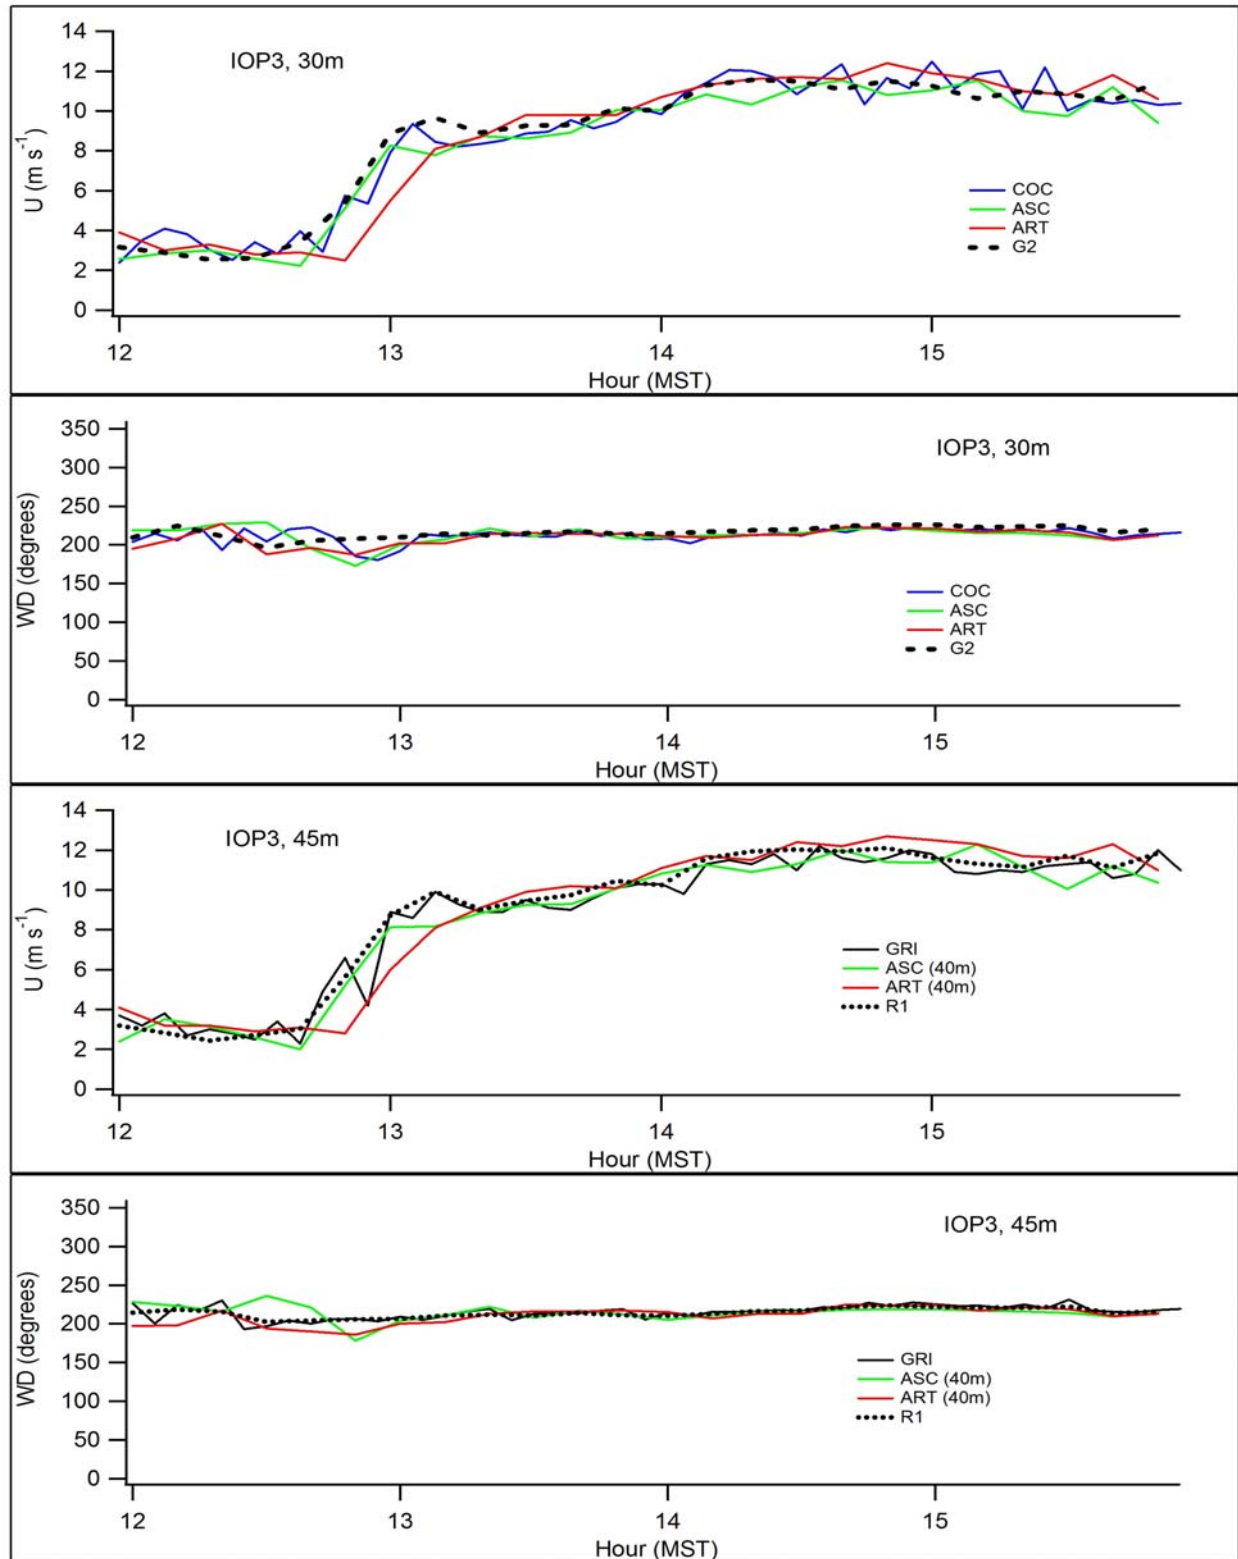 IOP3, 30m
U (m s-1)
14
12
10
8
6
4
2
0
COC
ASC
ART
G2
12 13 14 15
Hour (MST)
IOP3, 30m
WD (degrees)
350
300
250
200
150
100
50
0
COC
ASC
ART
G2
12 13 14 15
Hour (MST)
IOP3, 45m
U (m s-1)
14
12
10
8
6
4
2
0
GRI
ASC (40m)
ART (40m)
R1
12 13 14 15
Hour (MST)
IOP3, 45m
WD (degrees)
350
300
250
200
150
100
50
0
GRI
ASC (40m)
ART (40m)
R1
12 13 14 15
Hour (MST)